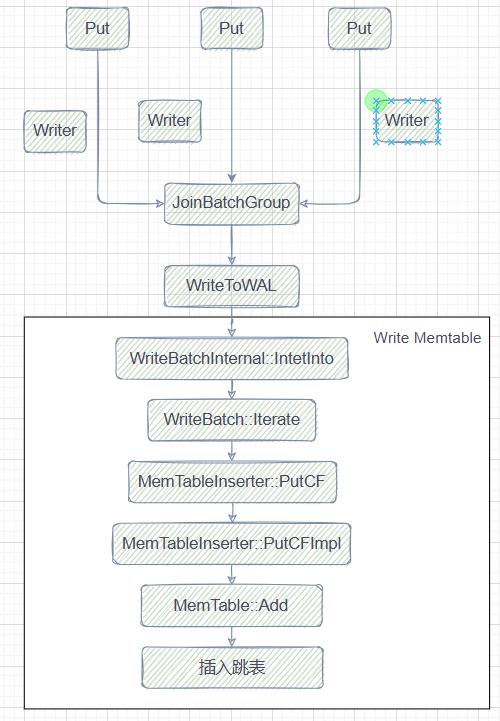 Put
Put
Put
Writer
Writer
Writer
JoinBatchGroup
WriteToWAL
Write Memtable
WriteBatchInternal::IntetInto
WriteBatch::Iterate
MemTableInserter::PutCF
MemTableInserter::PutCFImpl
MemTable::Add
插入跳表